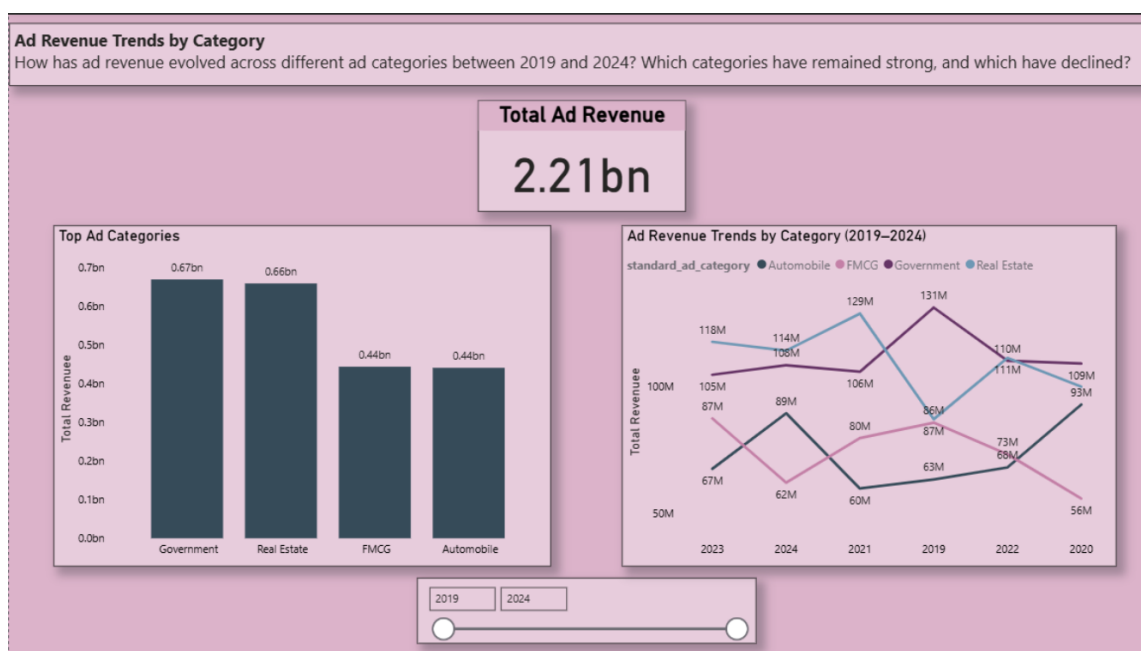 Ad Revenue Trends by Category
How has ad revenue evolved across different ad categories between 2019 and 2024? Which categories have remained strong, and which have declined?
Total Ad Revenue
2.21bn
Top Ad Categories
Total Revenuee
0.7bn
0.6bn
0.5bn
0.4bn
0.3bn
0.2bn
0.1bn
0.0bn
0.67bn
0.66bn
0.44bn
0.44bn
Government
Real Estate
FMCG
Automobile
Ad Revenue Trends by Category (2019–2024)
standard_ad_category Automobile FMCG Government Real Estate
Total Revenuee
100M
50M
118M
105M
87M
67M
114M
108M
89M
62M
129M
106M
80M
60M
131M
86M
87M
63M
110M
111M
73M
68M
109M
93M
56M
2023
2024
2021
2019
2022
2020
2019
2024